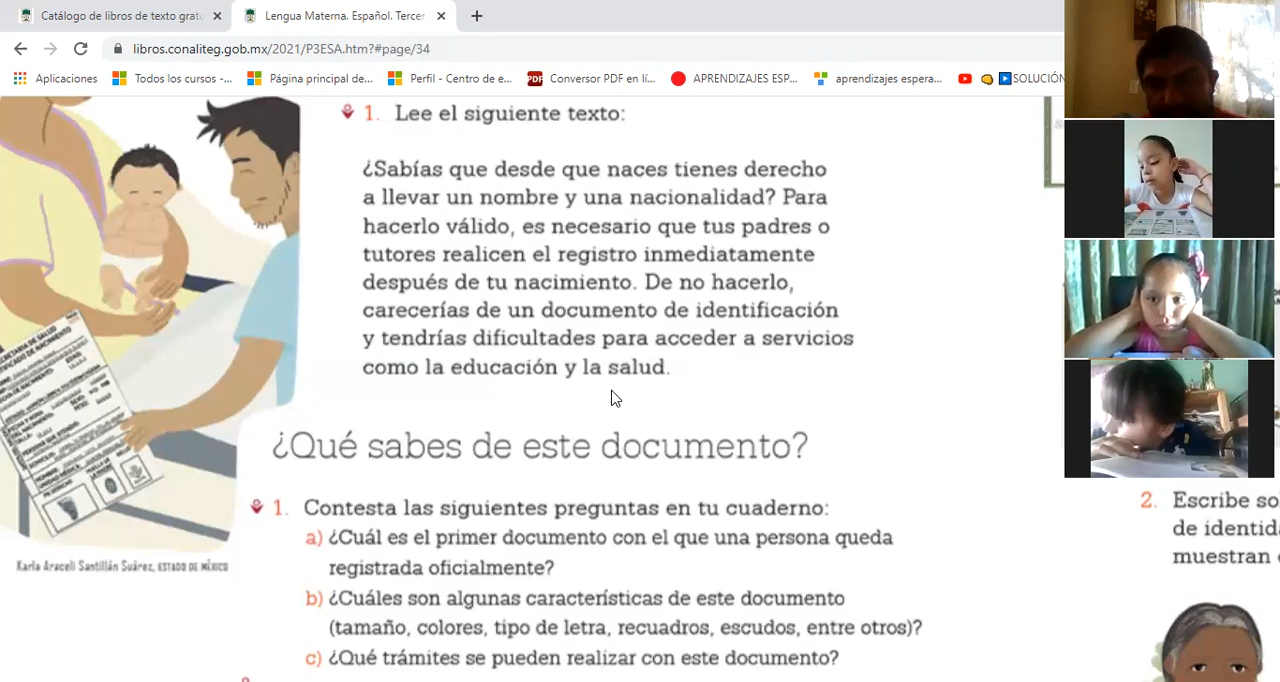 Catálogo de libros de texto gratu
Lengua Materna. Español. Tercer
libros.conaliteg.gob.mx/2021/P3ESA.htm?#page/34
Aplicaciones
Todos los cursos -...
Página principal de...
Perfil - Centro de e...
PDF
Conversor PDF en lí...
APRENDIZAJES ESP...
aprendizajes espera...
SOLUCIÓN
1. Lee el siguiente texto:
¿Sabías que desde que naces tienes derecho
a llevar un nombre y una nacionalidad? Para
hacerlo válido, es necesario que tus padres o
tutores realicen el registro inmediatamente
después de tu nacimiento. De no hacerlo,
carecerías de un documento de identificación
y tendrías dificultades para acceder a servicios
como la educación y la salud.
¿Qué sabes de este documento?
1. Contesta las siguientes preguntas en tu cuaderno:
a) ¿Cuál es el primer documento con el que una persona queda
registrada oficialmente?
b) ¿Cuáles son algunas características de este documento
(tamaño, colores, tipo de letra, recuadros, escudos, entre otros)?
c) ¿Qué trámites se pueden realizar con este documento?
Karla Araceli Santillán Suárez, ESTADO DE MÉXICO
2. Escribe so
de identida
muestran